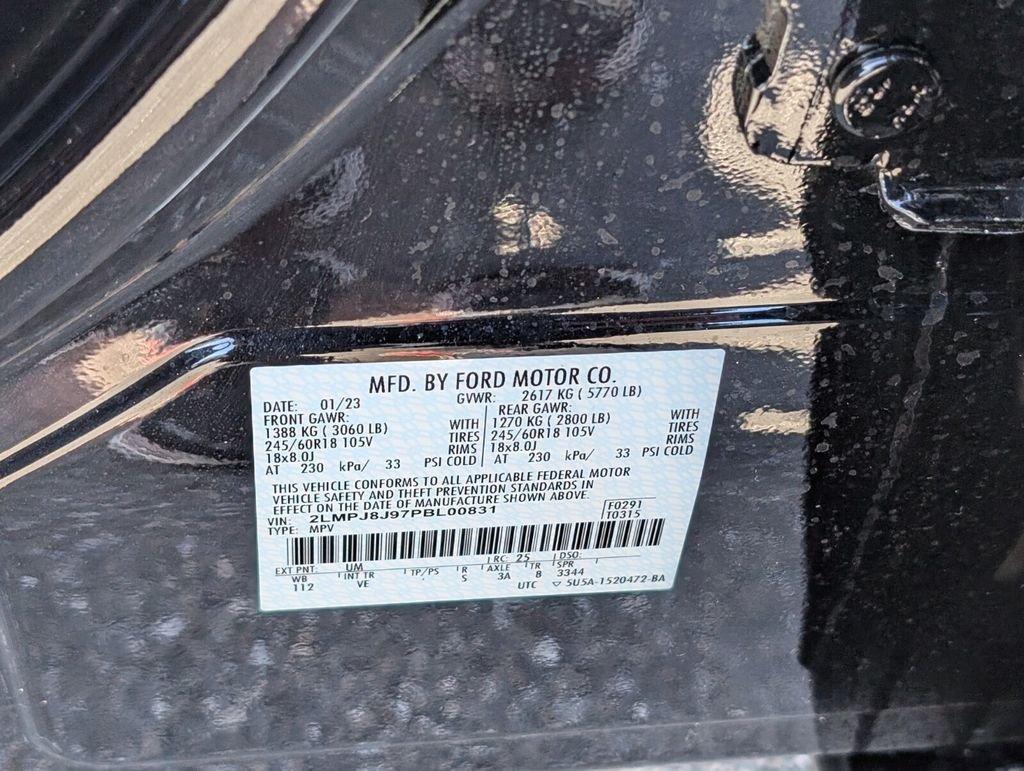 MFD. BY FORD MOTOR CO.
DATE: 01/23 GVWR: 2617 KG ( 5770 LB)
FRONT GAWR: REAR GAWR:
1388 KG ( 3060 LB) WITH 1270 KG ( 2800 LB) WITH
245/60R18 105V TIRES 245/60R18 105V TIRES
18x8.0J RIMS 18x8.0J RIMS
AT 230 kPa/ 33 PSI COLD AT 230 kPa/ 33 PSI COLD
THIS VEHICLE CONFORMS TO ALL APPLICABLE FEDERAL MOTOR
VEHICLE SAFETY AND THEFT PREVENTION STANDARDS IN
EFFECT ON THE DATE OF MANUFACTURE SHOWN ABOVE.
VIN: 2LMPJ8J97PBL00831 F0291
TYPE: MPV T0315
EXT PNT: UM RC: 25 DSO:
WB INT TR TP/PS R AXLE TR SPR
112 VE S 3A 8 3344
UTC 5U5A-1520472-BA